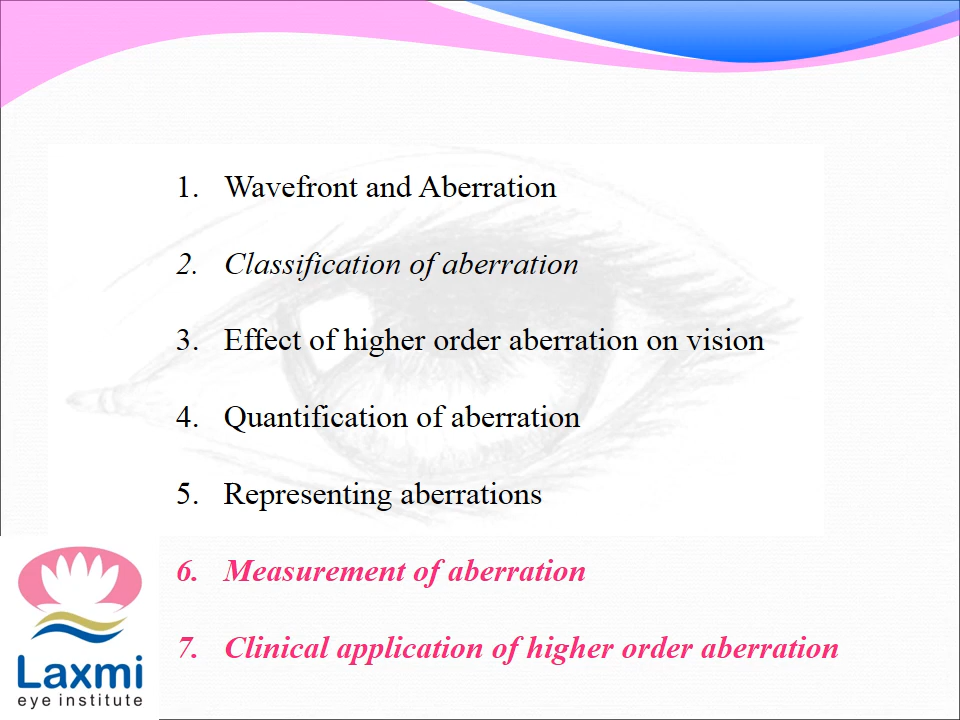 1. Wavefront and Aberration
2. Classification of aberration
3. Effect of higher order aberration on vision
4. Quantification of aberration
5. Representing aberrations
6. Measurement of aberration
7. Clinical application of higher order aberration
Laxmi
eye institute